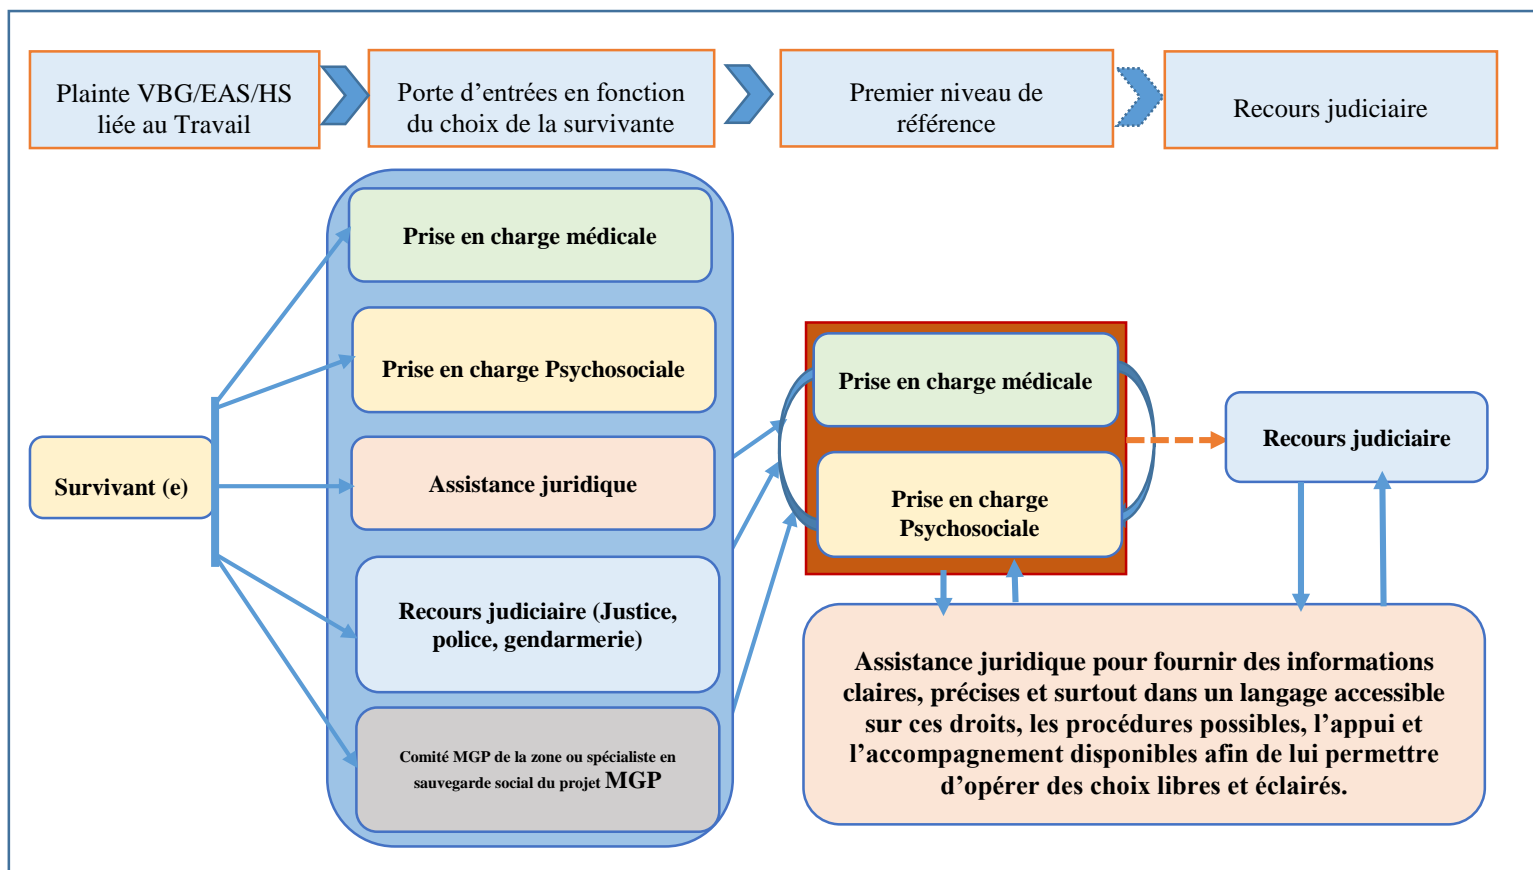 Plainte VBG/EAS/HS
liée au Travail
Porte d'entrées en fonction
du choix de la survivante
Premier niveau de
référence
Recours judiciaire
Survivant (e)
Prise en charge médicale
Prise en charge Psychosociale
Assistance juridique
Recours judiciaire (Justice,
police, gendarmerie)
Comité MGP de la zone ou spécialiste en
sauvegarde social du projet MGP
Prise en charge médicale
Prise en charge
Psychosociale
Recours judiciaire
Assistance juridique pour fournir des informations
claires, précises et surtout dans un langage accessible
sur ces droits, les procédures possibles, l'appui et
l'accompagnement disponibles afin de lui permettre
d'opérer des choix libres et éclairés.